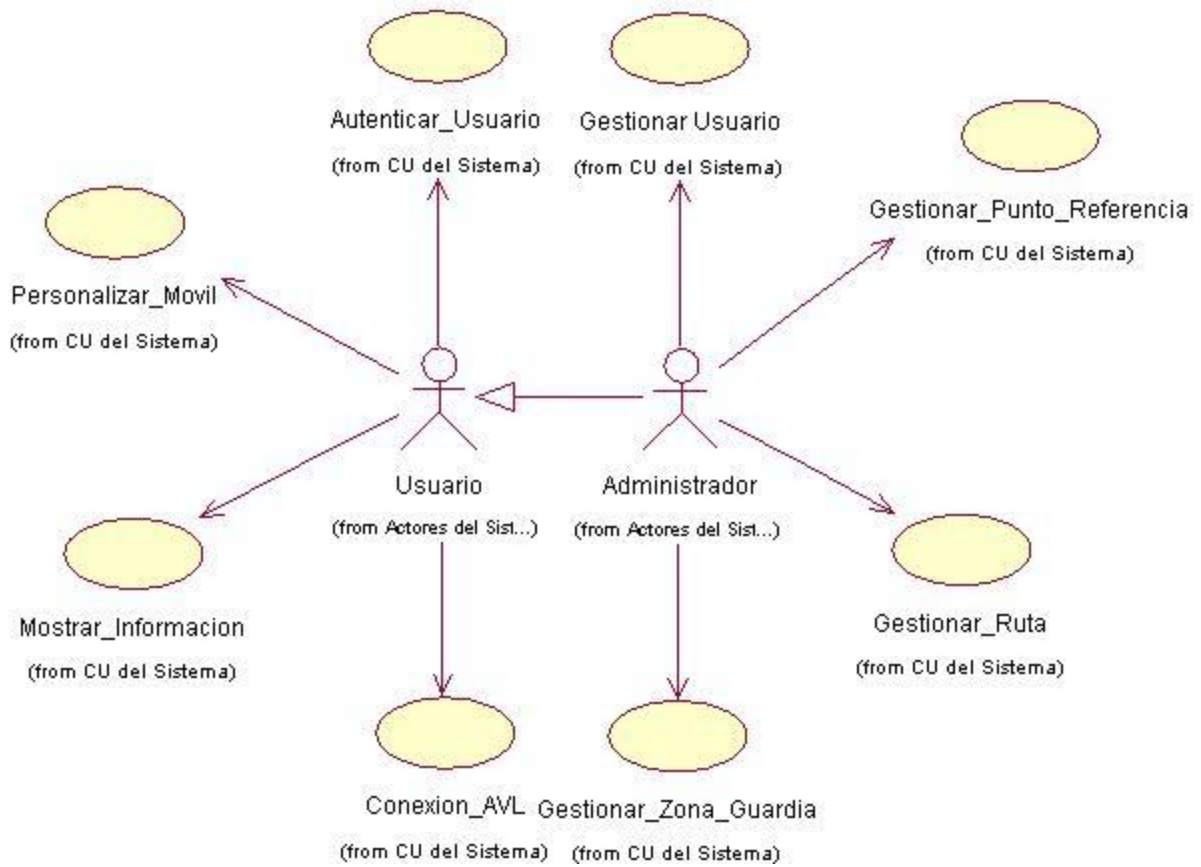 Autenticar_Usuario
(from CU del Sistema)
Gestionar Usuario
(from CU del Sistema)
Gestionar_Punto_Referencia
(from CU del Sistema)
Personalizar_Movil
(from CU del Sistema)
Usuario
(from Actores del Sist...)
Administrador
(from Actores del Sist...)
Mostrar_Informacion
(from CU del Sistema)
Gestionar_Ruta
(from CU del Sistema)
Conexion_AVL
(from CU del Sistema)
Gestionar_Zona_Guardia
(from CU del Sistema)